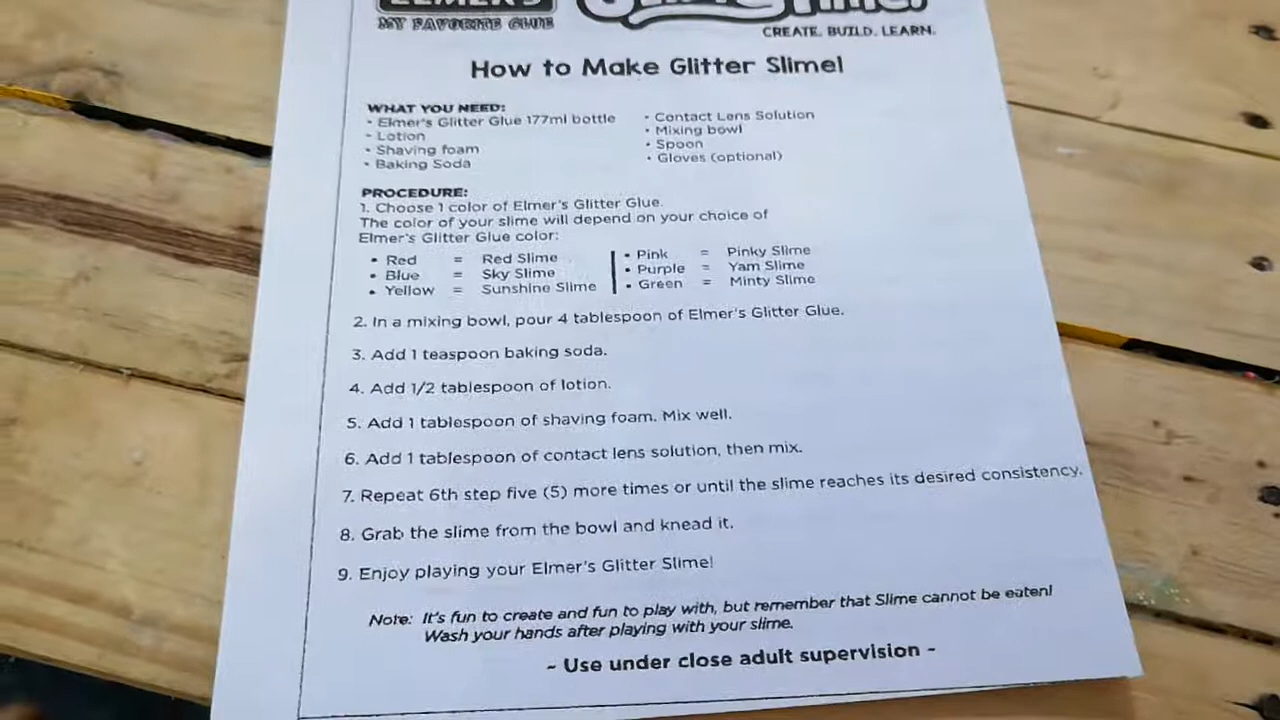 ELMER'S
MY FAVORITE GLUE
CREATE. BUILD. LEARN.
How to Make Glitter Slime!
WHAT YOU NEED:
• Elmer's Glitter Glue 177ml bottle
• Lotion
• Shaving foam
• Baking Soda
• Contact Lens Solution
• Mixing bowl
• Spoon
• Gloves (optional)
PROCEDURE:
1. Choose 1 color of Elmer's Glitter Glue.
The color of your slime will depend on your choice of
Elmer's Glitter Glue color:
• Red = Red Slime
• Blue = Sky Slime
• Yellow = Sunshine Slime
• Pink = Pinky Slime
• Purple = Yam Slime
• Green = Minty Slime
2. In a mixing bowl, pour 4 tablespoon of Elmer's Glitter Glue.
3. Add 1 teaspoon baking soda.
4. Add 1/2 tablespoon of lotion.
5. Add 1 tablespoon of shaving foam. Mix well.
6. Add 1 tablespoon of contact lens solution, then mix.
7. Repeat 6th step five (5) more times or until the slime reaches its desired consistency.
8. Grab the slime from the bowl and knead it.
9. Enjoy playing your Elmer's Glitter Slime!
Note: It's fun to create and fun to play with, but remember that Slime cannot be eaten!
Wash your hands after playing with your slime.
~ Use under close adult supervision ~